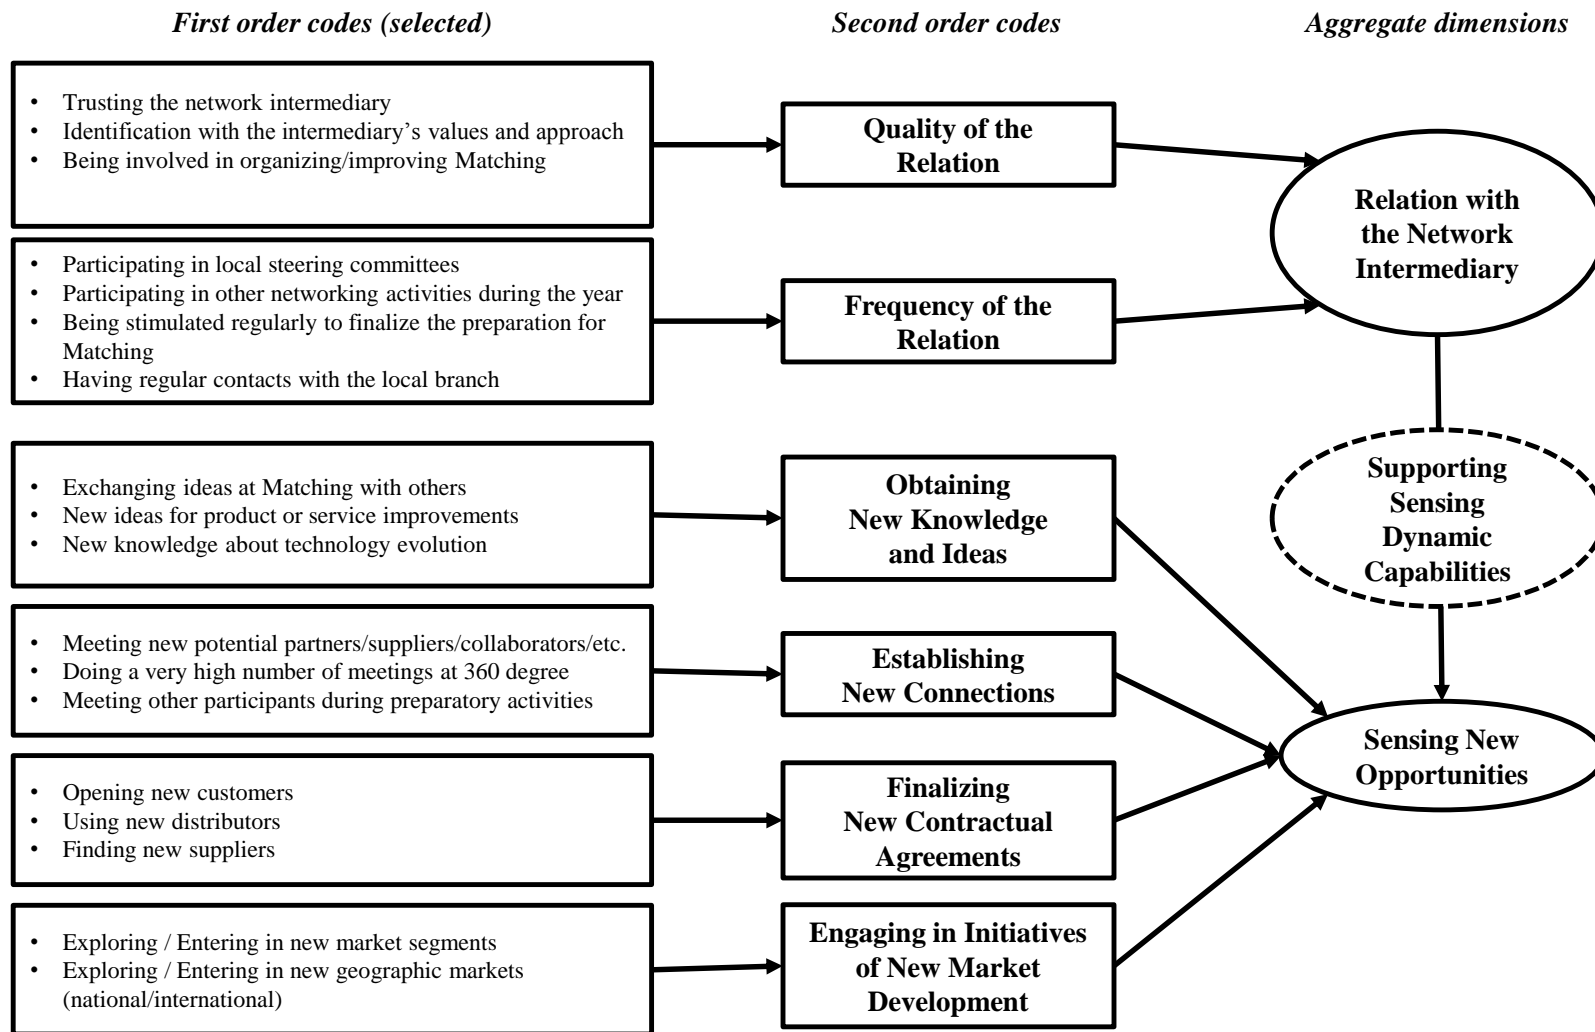 First order codes (selected)
Second order codes
Aggregate dimensions
• Trusting the network intermediary
• Identification with the intermediary’s values and approach
• Being involved in organizing/improving Matching
Quality of the
Relation
Relation with
the Network
Intermediary
• Participating in local steering committees
• Participating in other networking activities during the year
• Being stimulated regularly to finalize the preparation for
Matching
• Having regular contacts with the local branch
Frequency of the
Relation
Supporting
Sensing
Dynamic
Capabilities
• Exchanging ideas at Matching with others
• New ideas for product or service improvements
• New knowledge about technology evolution
Obtaining
New Knowledge
and Ideas
• Meeting new potential partners/suppliers/collaborators/etc.
• Doing a very high number of meetings at 360 degree
• Meeting other participants during preparatory activities
Establishing
New Connections
Sensing New
Opportunities
• Opening new customers
• Using new distributors
• Finding new suppliers
Finalizing
New Contractual
Agreements
• Exploring / Entering in new market segments
• Exploring / Entering in new geographic markets
(national/international)
Engaging in Initiatives
of New Market
Development